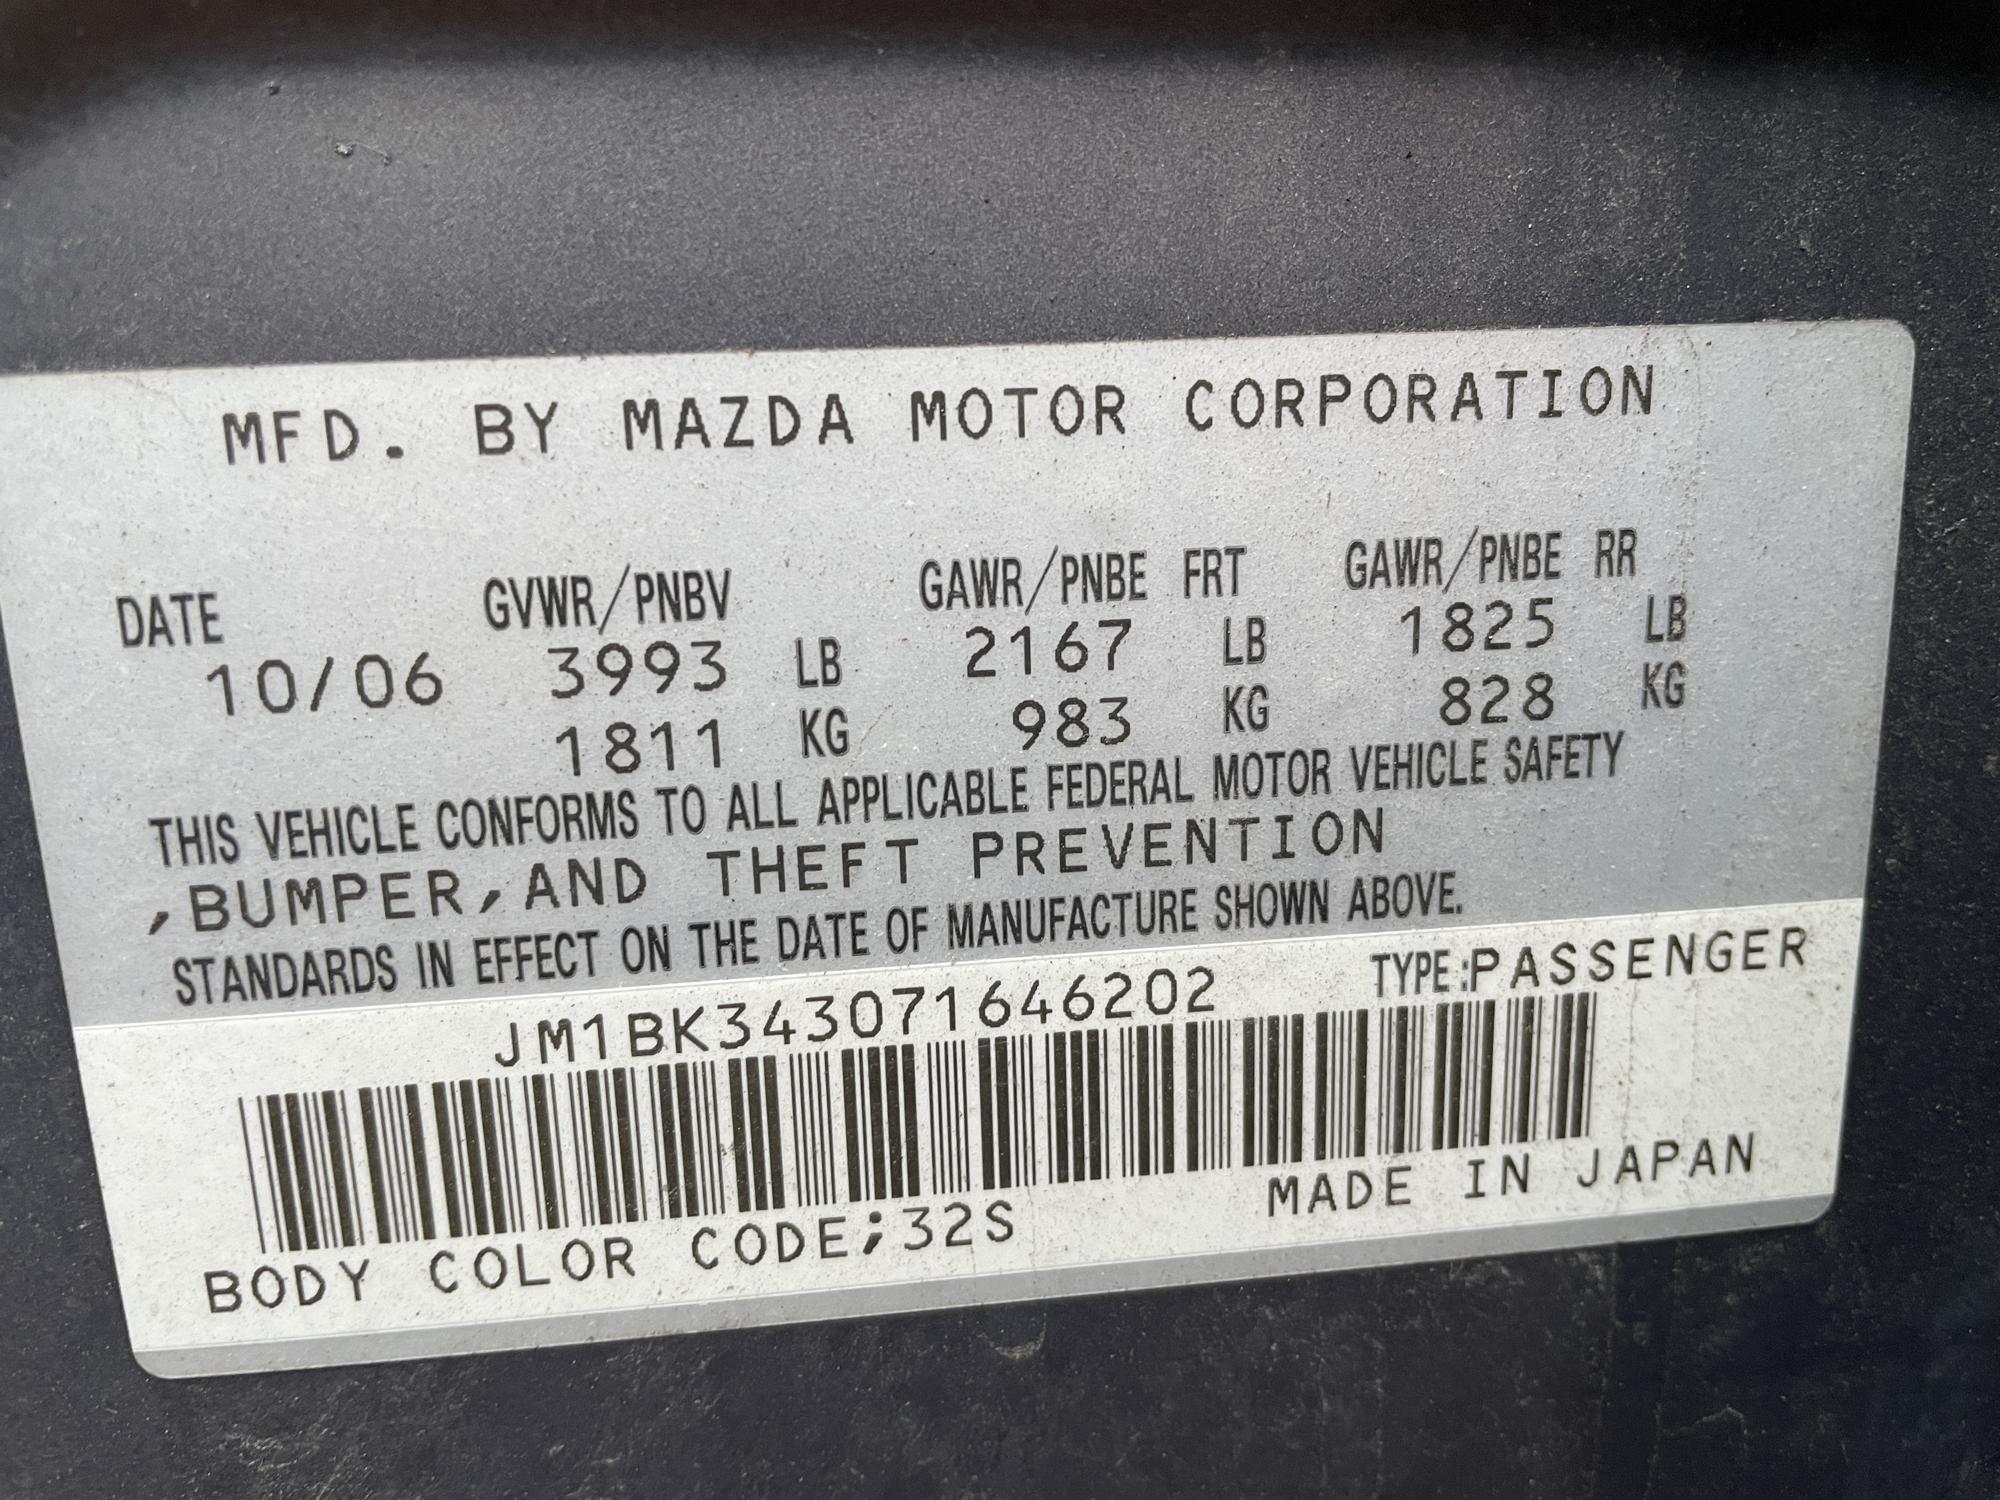 MFD. BY MAZDA MOTOR CORPORATION
DATE GVWR/PNBV GAWR/PNBE FRT GAWR/PNBE RR
10/06 3993 LB 2167 LB 1825 LB
1811 KG 983 KG 828 KG
THIS VEHICLE CONFORMS TO ALL APPLICABLE FEDERAL MOTOR VEHICLE SAFETY
,BUMPER,AND THEFT PREVENTION
STANDARDS IN EFFECT ON THE DATE OF MANUFACTURE SHOWN ABOVE.
JM1BK343071646202 TYPE:PASSENGER
BODY COLOR CODE;32S MADE IN JAPAN